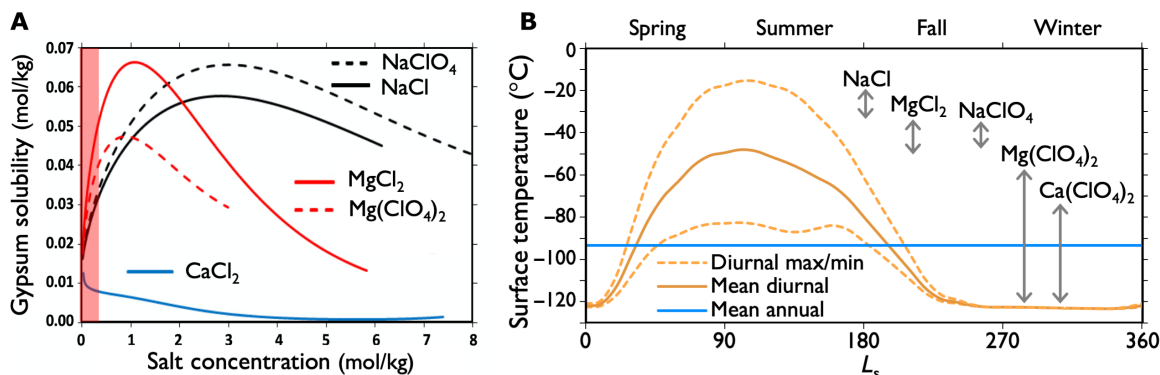 A
Gypsum solubility (mol/kg)
0.07
0.06
0.05
0.04
0.03
0.02
0.01
0.00
NaClO4
NaCl
MgCl2
Mg(ClO4)2
CaCl2
0 1 2 3 4 5 6 7 8
Salt concentration (mol/kg)
B
Spring Summer Fall Winter
Surface temperature (°C)
0
−20
−40
−60
−80
−100
−120
NaCl
MgCl2
NaClO4
Mg(ClO4)2
Ca(ClO4)2
Diurnal max/min
Mean diurnal
Mean annual
0 90 180 270 360
Ls